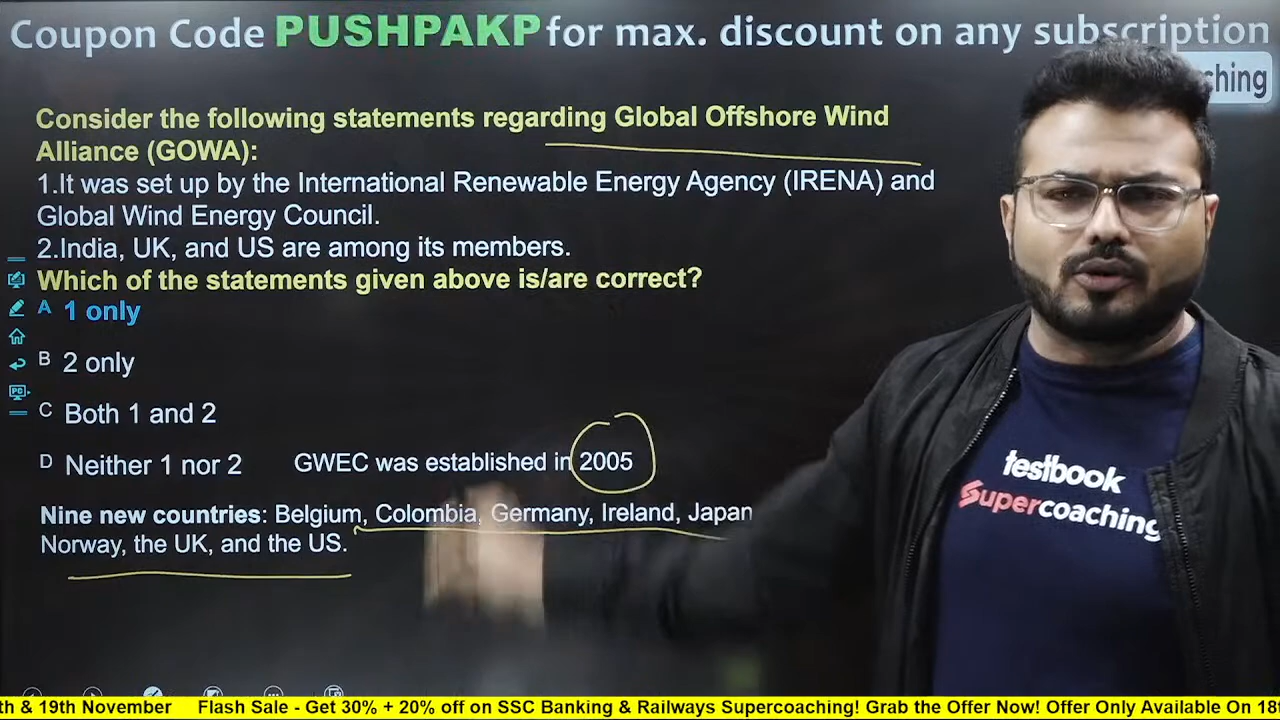 Coupon Code PUSHPAKP for max. discount on any subscription
ching
Consider the following statements regarding Global Offshore Wind
Alliance (GOWA):
1.It was set up by the International Renewable Energy Agency (IRENA) and
Global Wind Energy Council.
2.India, UK, and US are among its members.
Which of the statements given above is/are correct?
A 1 only
B 2 only
C Both 1 and 2
D Neither 1 nor 2 GWEC was established in 2005
Nine new countries: Belgium, Colombia, Germany, Ireland, Japan
Norway, the UK, and the US.
testbook
Supercoaching
th & 19th November Flash Sale - Get 30% + 20% off on SSC Banking & Railways Supercoaching! Grab the Offer Now! Offer Only Available On 18